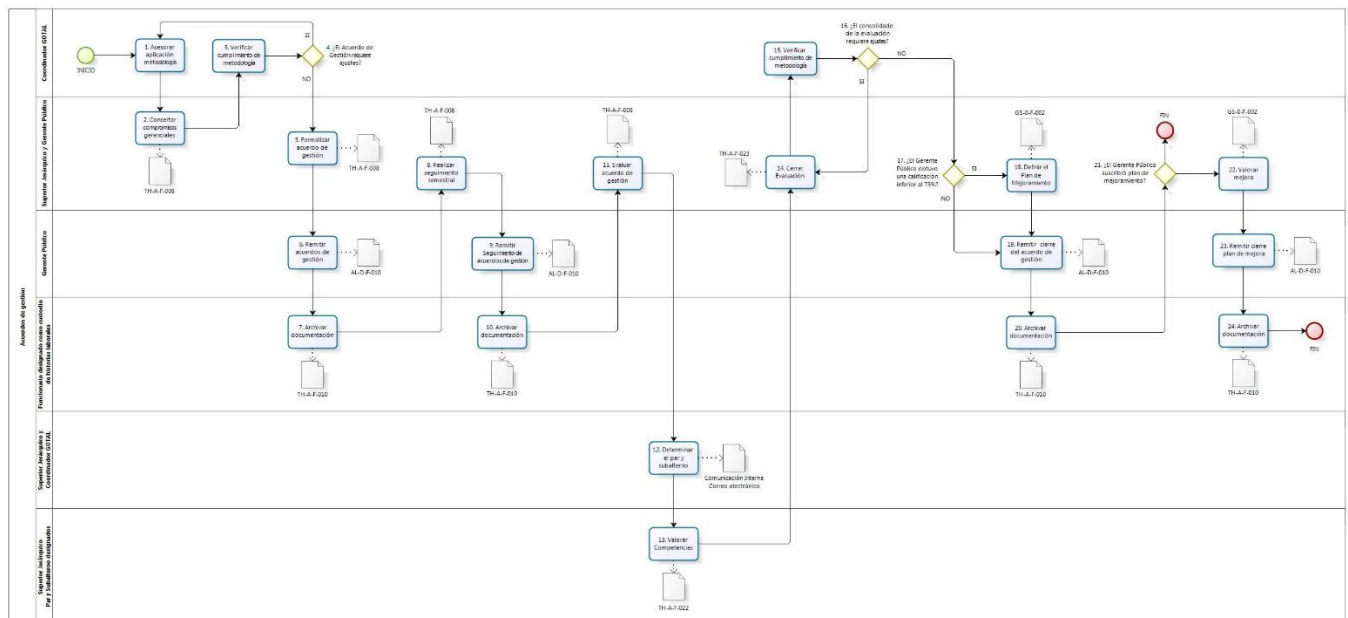 Acuerdos de gestión
Coordinador GDTAL
INICIO
1. Asesorar
aplicación
metodología
3. Verificar
cumplimiento de
metodología
SI
4. ¿El Acuerdo de
Gestión requiere
ajustes?
NO
15. Verificar
cumplimiento de
metodología
16. ¿El consolidado
de la evaluación
requiere ajustes?
NO
SI
Superior Jerárquico y Gerente Público
2. Concertar
compromisos
gerenciales
TH-A-F-008
5. Formalizar
acuerdo de
gestión
TH-A-F-008
TH-A-F-008
8. Realizar
seguimiento
semestral
TH-A-F-008
11. Evaluar
acuerdo de
gestión
TH-A-F-023
14. Cerrar
Evaluación
17. ¿El Gerente
Público obtuvo
una calificación
inferior al 75%?
SI
NO
GS-0-F-002
18. Definir el
Plan de
Mejoramiento
FIN
21. ¿El Gerente Público
suscribió plan de
mejoramiento?
GS-0-F-002
22. Valorar
mejora
Gerente Público
6. Remitir
acuerdos de
gestión
AL-D-F-010
9. Remitir
Seguimiento de
acuerdos de gestión
AL-D-F-010
19. Remitir cierre
del acuerdo de
gestión
AL-D-F-010
23. Remitir cierre
plan de mejora
AL-D-F-010
Funcionario designado como custodio
de historias laborales
7. Archivar
documentación
TH-A-F-010
10. Archivar
documentación
TH-A-F-010
20. Archivar
documentación
TH-A-F-010
24. Archivar
documentación
TH-A-F-010
FIN
Superior Jerárquico y
Coordinador GDTAL
12. Determinar
el par y
subalterno
Comunicación Interna
Correo electrónico
Superior Jerárquico
Par y Subalterno designados
13. Valorar
Competencias
TH-A-F-022